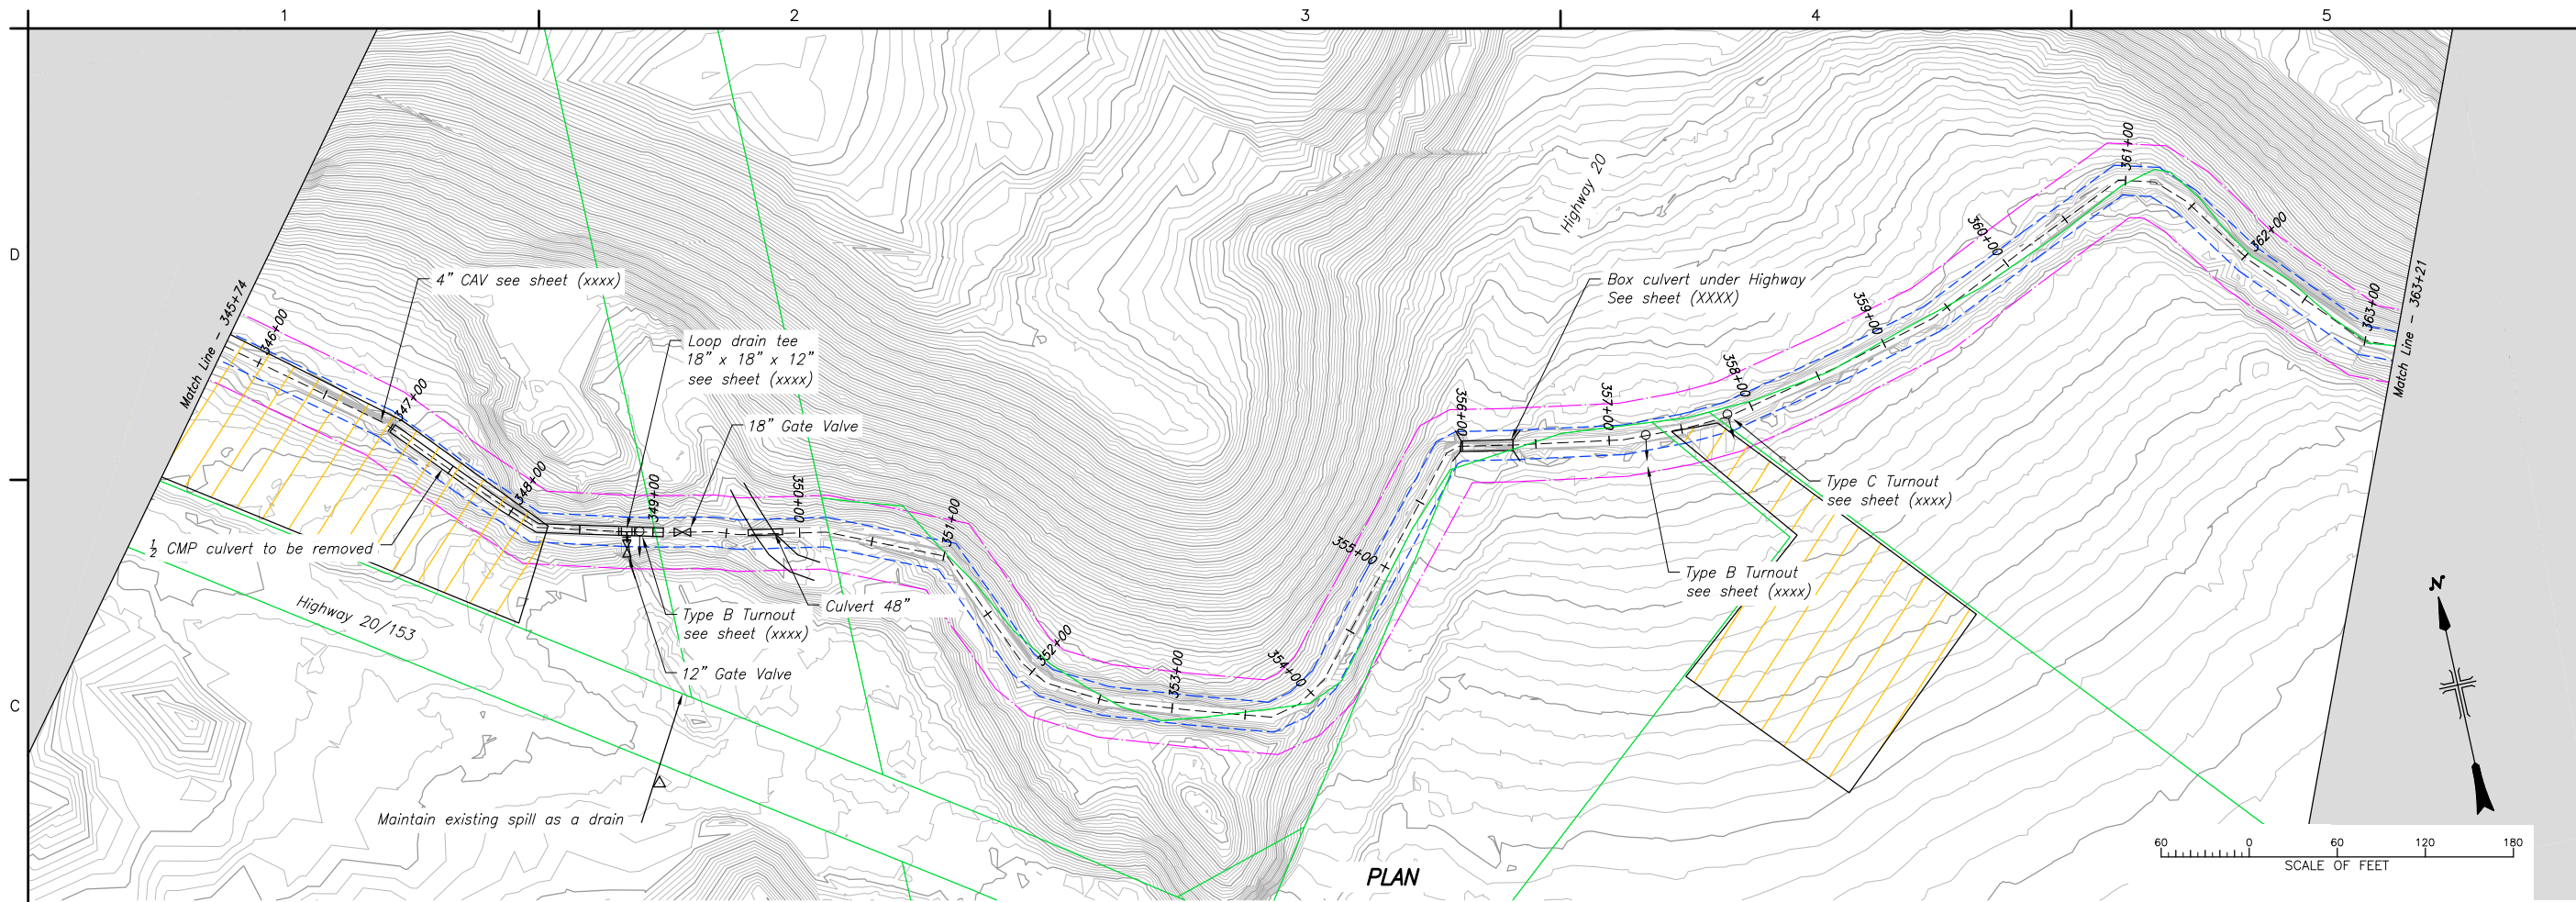 1 2 3 4 5
D
C
Match Line – 345+74
346+00
347+00
348+00
349+00
350+00
351+00
352+00
353+00
354+00
355+00
356+00
357+00
358+00
359+00
360+00
361+00
362+00
363+00
Match Line – 363+21
4” CAV see sheet (xxxx)
Loop drain tee
18” x 18” x 12”
see sheet (xxxx)
18” Gate Valve
½ CMP culvert to be removed
Highway 20/153
Type B Turnout
see sheet (xxxx)
Culvert 48”
12” Gate Valve
Maintain existing spill as a drain
Highway 20
Box culvert under Highway
See sheet (XXXX)
Type C Turnout
see sheet (xxxx)
Type B Turnout
see sheet (xxxx)
N
PLAN
60 0 60 120 180
SCALE OF FEET